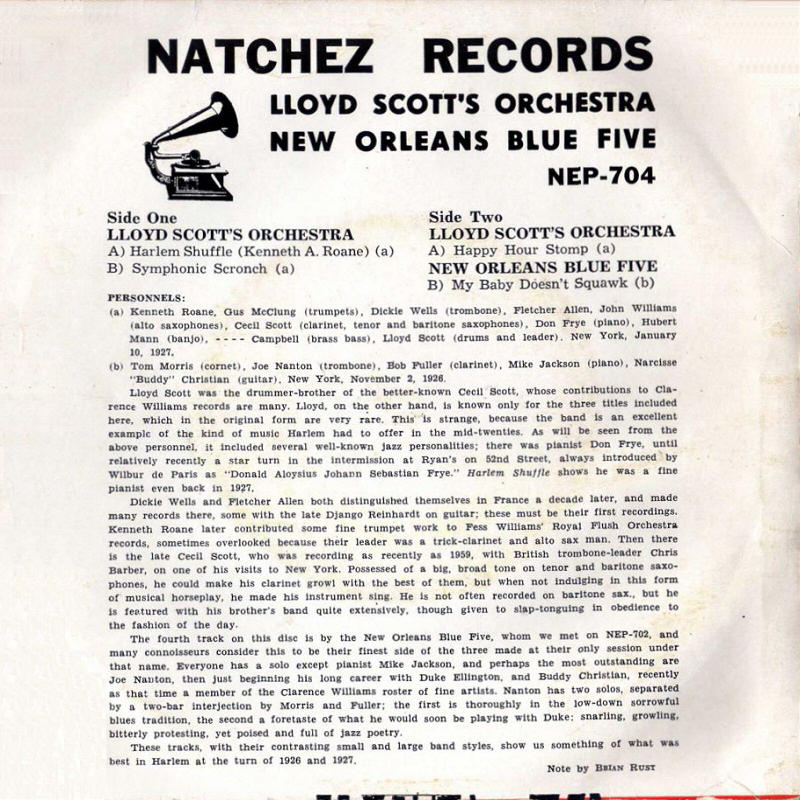 NATCHEZ RECORDS
LLOYD SCOTT'S ORCHESTRA
NEW ORLEANS BLUE FIVE
NEP-704
Side One
LLOYD SCOTT'S ORCHESTRA
A) Harlem Shuffle (Kenneth A. Roane) (a)
B) Symphonic Scronch (a)
Side Two
LLOYD SCOTT'S ORCHESTRA
A) Happy Hour Stomp (a)
NEW ORLEANS BLUE FIVE
B) My Baby Doesn't Squawk (b)
PERSONNELS:
(a) Kenneth Roane, Gus McClung (trumpets), Dickie Wells (trombone), Fletcher Allen, John Williams
(alto saxophones), Cecil Scott (clarinet, tenor and baritone saxophones), Don Frye (piano), Hubert
Mann (banjo), ---- Campbell (brass bass), Lloyd Scott (drums and leader). New York, January
10, 1927.
(b) Tom Morris (cornet), Joe Nanton (trombone), Bob Fuller (clarinet), Mike Jackson (piano), Narcisse
"Buddy" Christian (guitar). New York, November 2, 1926.
Lloyd Scott was the drummer-brother of the better-known Cecil Scott, whose contributions to Cla-
rence Williams records are many. Lloyd, on the other hand, is known only for the three titles included
here, which in the original form are very rare. This is strange, because the band is an excellent
example of the kind of music Harlem had to offer in the mid-twenties. As will be seen from the
above personnel, it included several well-known jazz personalities; there was pianist Don Frye, until
relatively recently a star turn in the intermission at Ryan's on 52nd Street, always introduced by
Wilbur de Paris as "Donald Aloysius Johann Sebastian Frye." Harlem Shuffle shows he was a fine
pianist even back in 1927.
Dickie Wells and Fletcher Allen both distinguished themselves in France a decade later, and made
many records there, some with the late Django Reinhardt on guitar; these must be their first recordings.
Kenneth Roane later contributed some fine trumpet work to Fess Williams' Royal Flush Orchestra
records, sometimes overlooked because their leader was a trick-clarinet and alto sax man. Then there
is the late Cecil Scott, who was recording as recently as 1959, with British trombone-leader Chris
Barber, on one of his visits to New York. Possessed of a big, broad tone on tenor and baritone saxo-
phones, he could make his clarinet growl with the best of them, but when not indulging in this form
of musical horseplay, he made his instrument sing. He is not often recorded on baritone sax., but he
is featured with his brother's band quite extensively, though given to slap-tonguing in obedience to
the fashion of the day.
The fourth track on this disc is by the New Orleans Blue Five, whom we met on NEP-702, and
many connoisseurs consider this to be their finest side of the three made at their only session under
that name. Everyone has a solo except pianist Mike Jackson, and perhaps the most outstanding are
Joe Nanton, then just beginning his long career with Duke Ellington, and Buddy Christian, recently
as that time a member of the Clarence Williams roster of fine artists. Nanton has two solos, separated
by a two-bar interjection by Morris and Fuller; the first is thoroughly in the low-down sorrowful
blues tradition, the second a foretaste of what he would soon be playing with Duke: snarling, growling,
bitterly protesting, yet poised and full of jazz poetry.
These tracks, with their contrasting small and large band styles, show us something of what was
best in Harlem at the turn of 1926 and 1927.
Note by BRIAN RUST